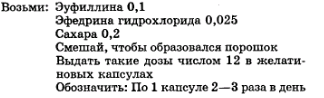 Возьми: Эуфиллина 0,1
Эфедрина гидрохлорида 0,025
Сахара 0,2
Смешай, чтобы образовался порошок
Выдать такие дозы числом 12 в желати-
новых капсулах
Обозначить: По 1 капсуле 2—3 раза в день